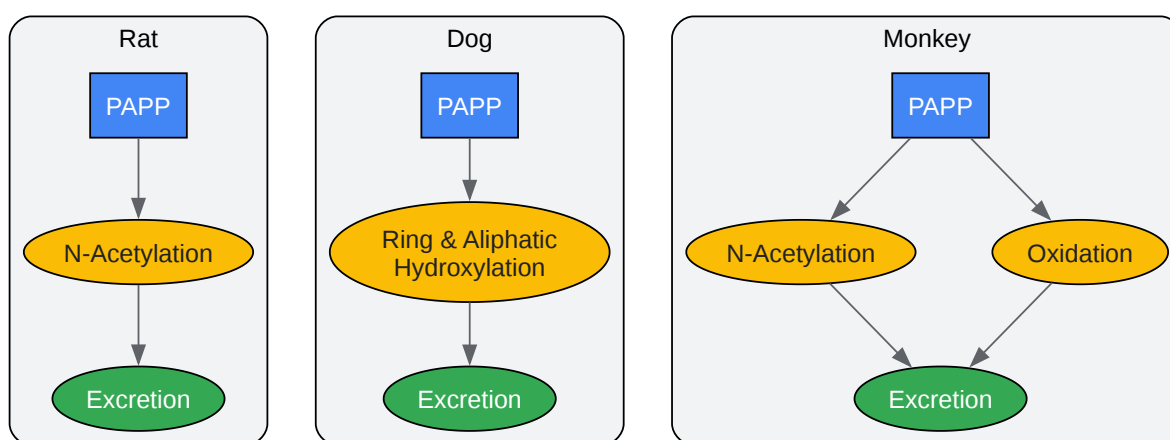 Rat
PAPP
N-Acetylation
Excretion
Dog
PAPP
Ring & Aliphatic
Hydroxylation
Excretion
Monkey
PAPP
N-Acetylation
Oxidation
Excretion